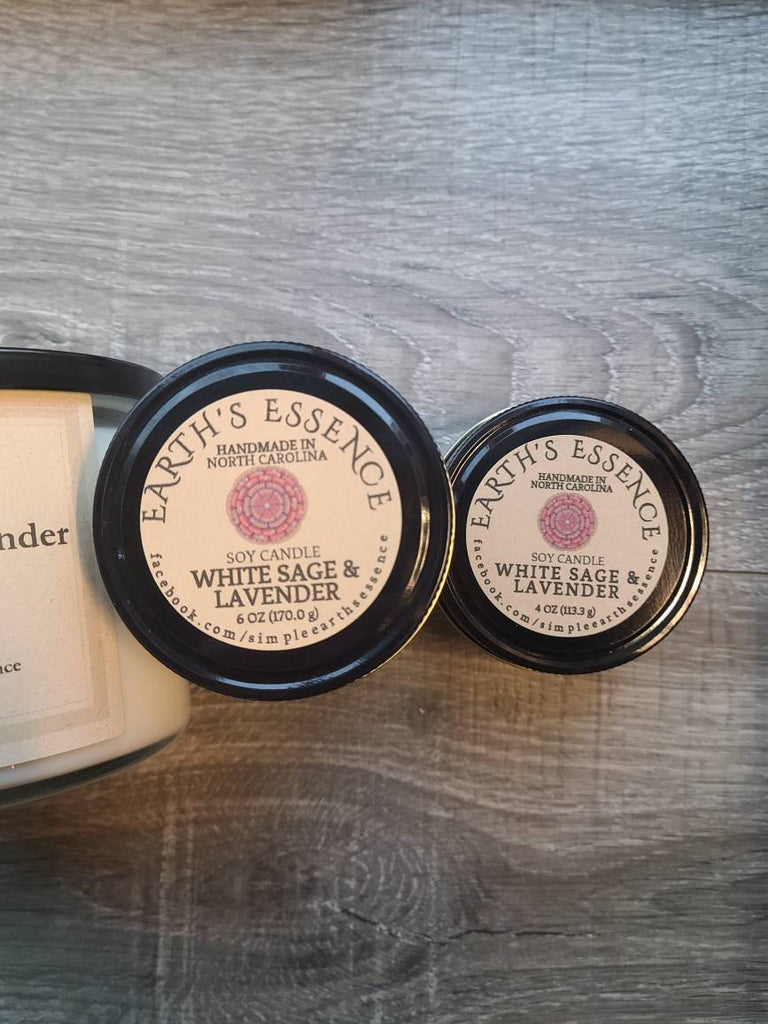 nder
nce
EARTH'S ESSENCE
HANDMADE IN
NORTH CAROLINA
SOY CANDLE
WHITE SAGE &
LAVENDER
6 OZ (170.0 g)
facebook.com/simpleearthsessence
EARTH'S ESSENCE
HANDMADE IN
NORTH CAROLINA
SOY CANDLE
WHITE SAGE &
LAVENDER
4 OZ (113.3 g)
facebook.com/simpleearthsessence